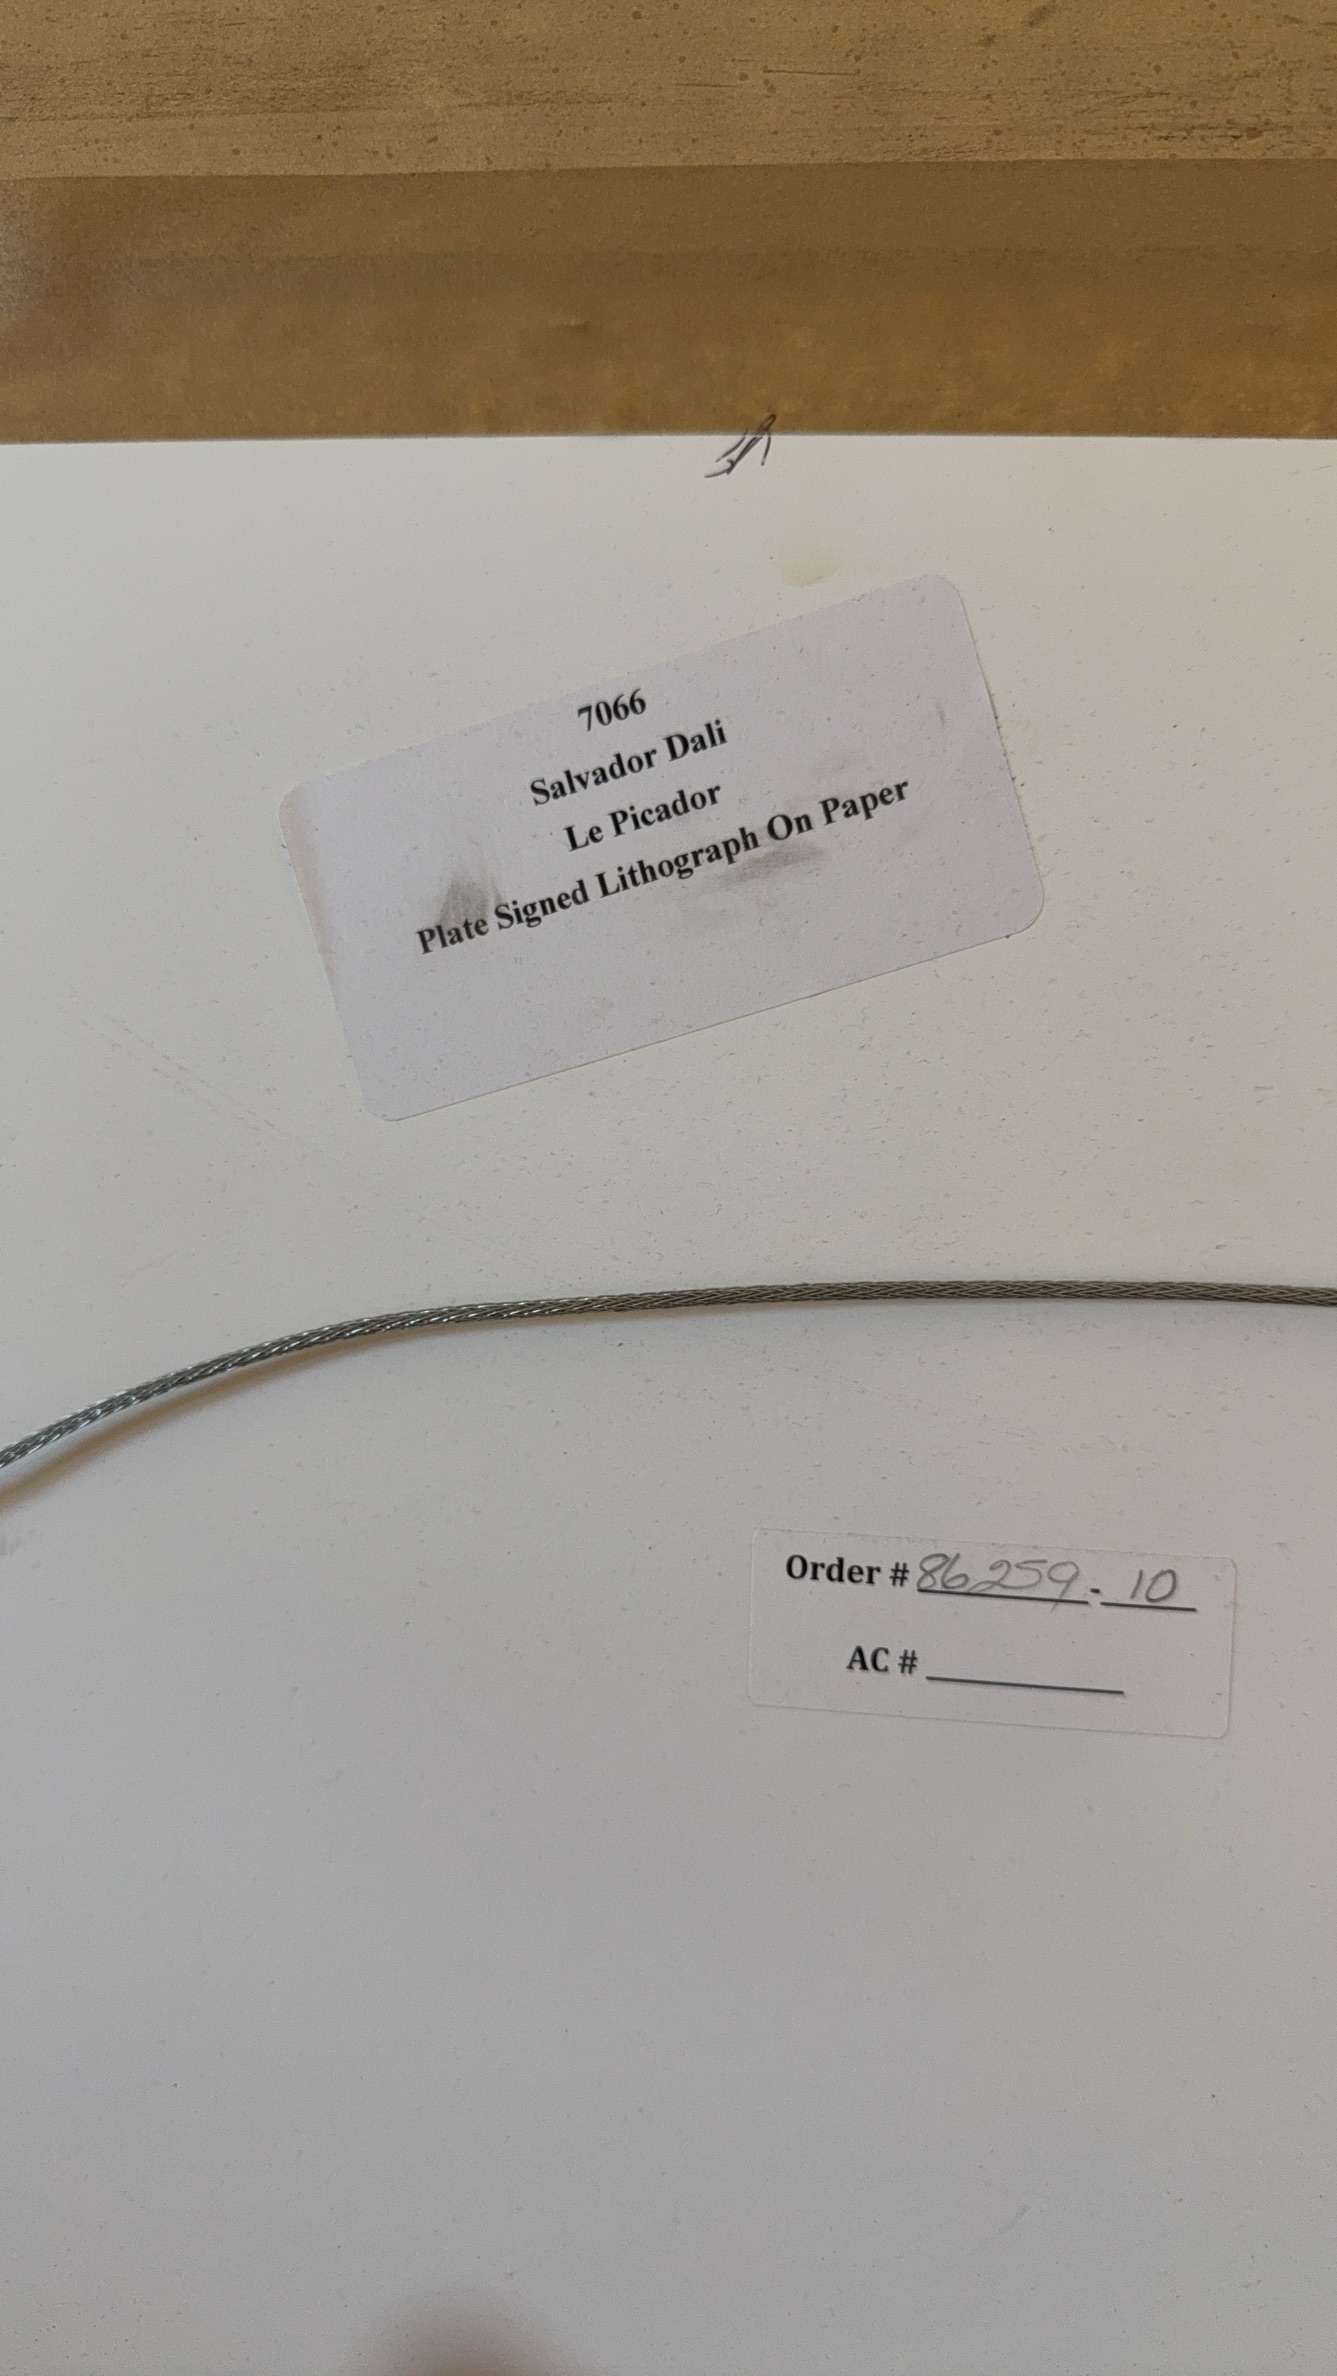 7066
Salvador Dali
Le Picador
Plate Signed Lithograph On Paper
Order # 86259 - 10
AC #